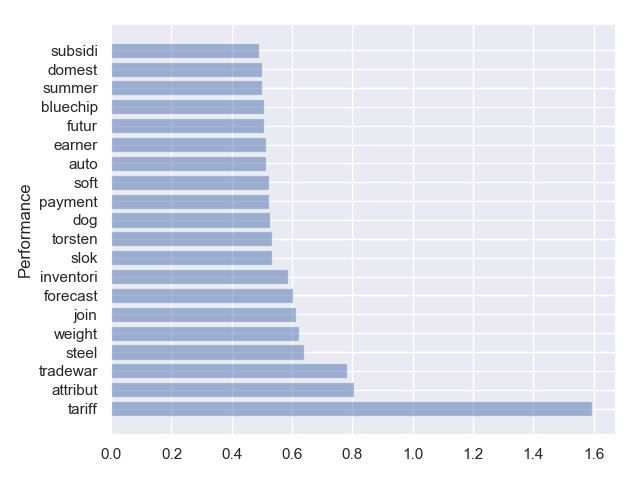 subsidi
domest
summer
bluechip
futur
earner
auto
soft
payment
dog
torsten
slok
inventori
forecast
join
weight
steel
tradewar
attribut
tariff
Performance
0.0 0.2 0.4 0.6 0.8 1.0 1.2 1.4 1.6